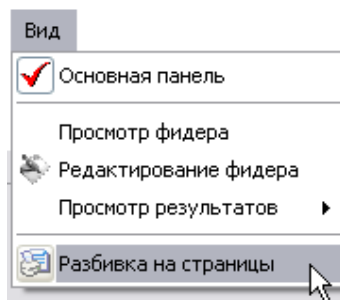 Вид
Основная панель
Просмотр фидера
Редактирование фидера
Просмотр результатов
Разбивка на страницы